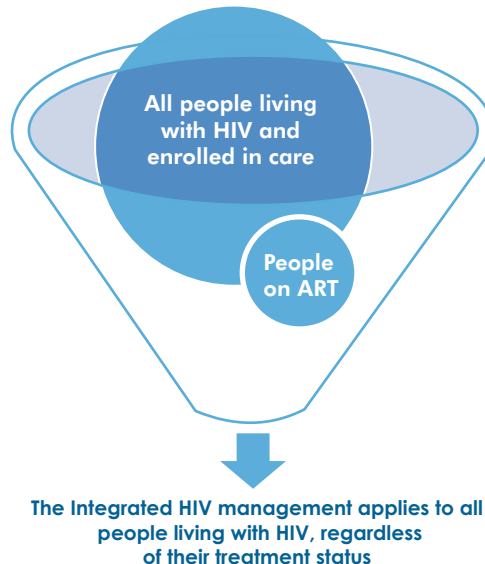 All people living
with HIV and
enrolled in care
People
on ART
The Integrated HIV management applies to all
people living with HIV, regardless
of their treatment status